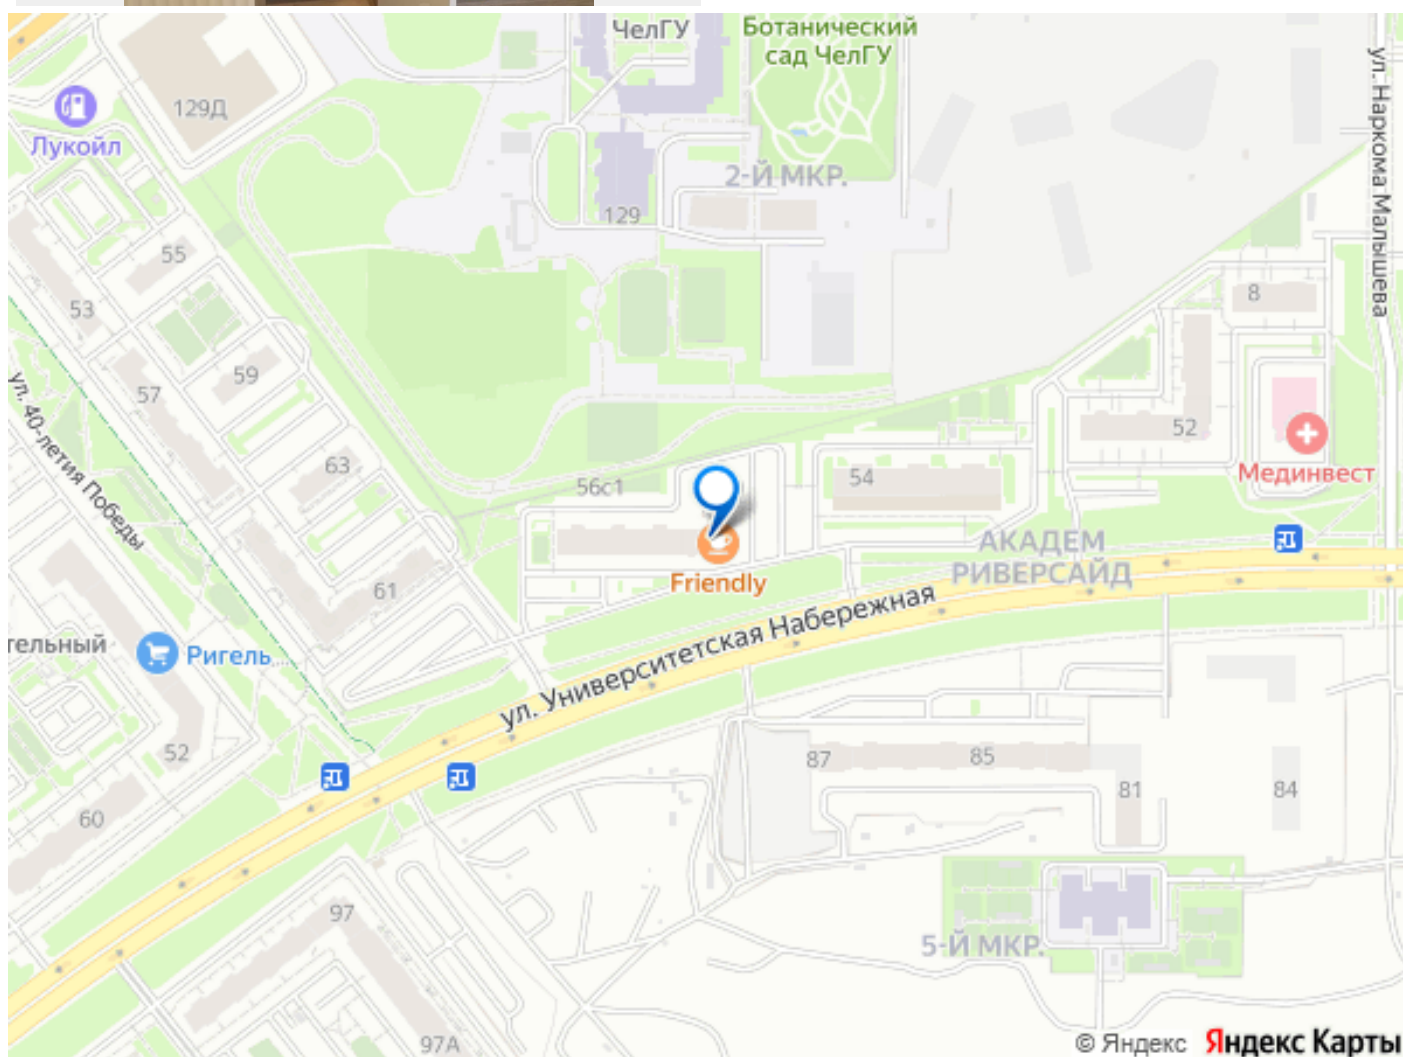 ЧелГУ
Ботанический
сад ЧелГУ
ул. Наркома Малышева
129Д
Лукойл
2-Й МКР.
129
55
53
8
59
57
ул. 40-летия Победы
63
52
Мединвест
56с1
54
АКАДЕМ
РИВЕРСАЙД
Friendly
61
ул. Университетская Набережная
тельный
Ригель
52
87
85
81
84
60
97
5-Й МКР.
97А
© Яндекс Яндекс Карты